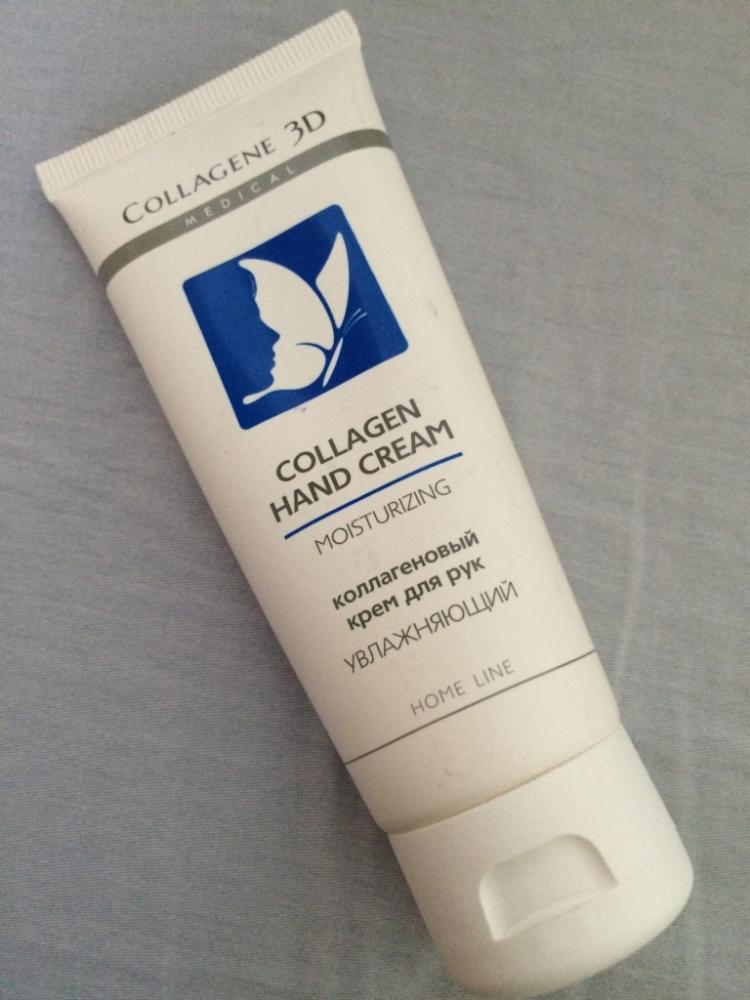 COLLAGENE 3D
MEDICAL
COLLAGEN
HAND CREAM
MOISTURIZING
коллагеновый
крем для рук
УВЛАЖНЯЮЩИЙ
HOME LINE